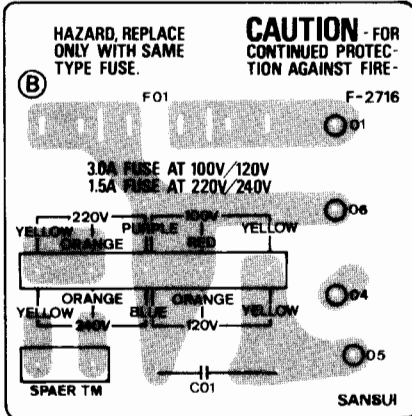 HAZARD, REPLACE
ONLY WITH SAME
TYPE FUSE.
CAUTION - FOR
CONTINUED PROTEC-
TION AGAINST FIRE-
B
F01
F-2716
01
3.0A FUSE AT 100V/120V
1.5A FUSE AT 220V/240V
06
220V PURPLE 100V
YELLOW ORANGE RED YELLOW
ORANGE ORANGE
YELLOW BLUE YELLOW
240V 120V
04
05
SPAER TM
C01
SANSUI